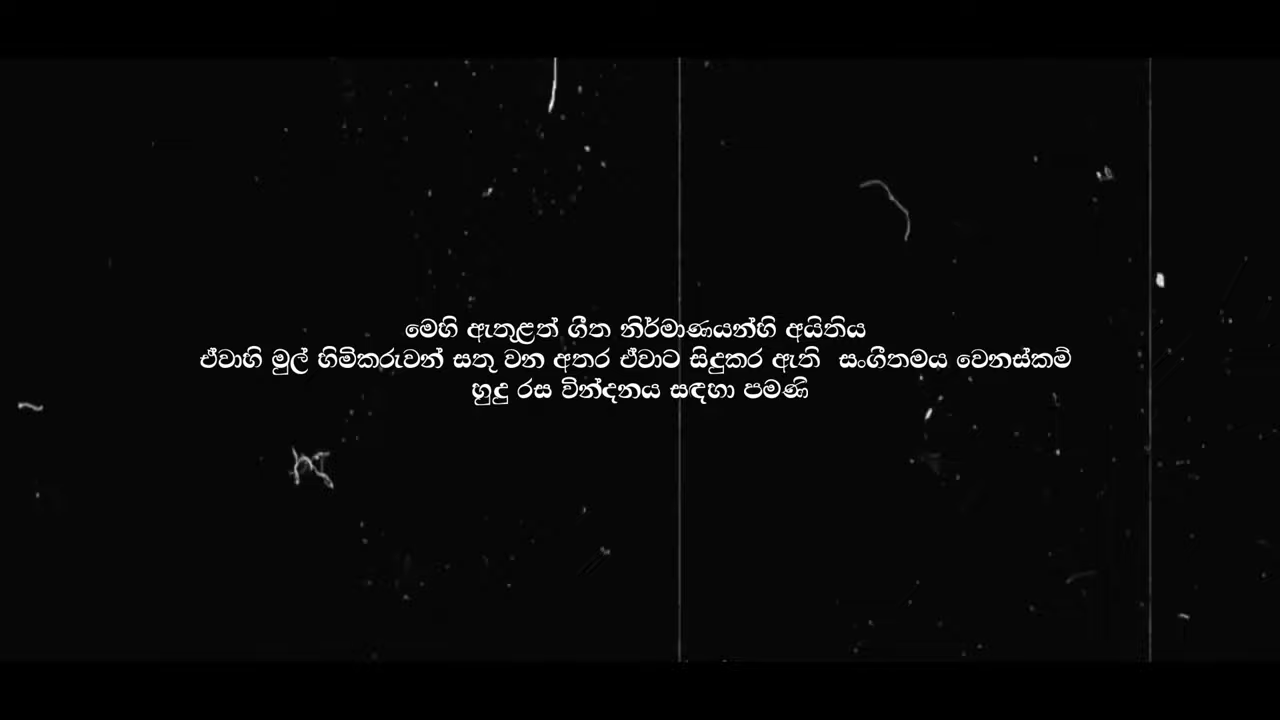 මෙහි ඇතුළත් ගීත නිර්මාණයන්හි අයිතිය
ඒවාහි මුල් හිමිකරුවන් සතු වන අතර ඒවාට සිදුකර ඇති සංගීතමය වෙනස්කම්
හුදු රස වින්දනය සඳහා පමණි